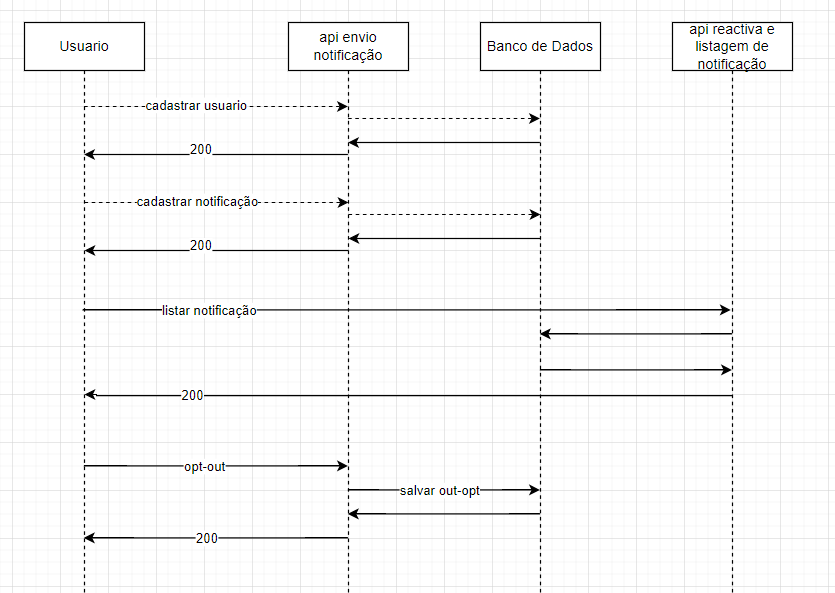 Usuario
api envio
notificação
Banco de Dados
api reactiva e
listagem de
notificação
cadastrar usuario
200
cadastrar notificação
200
listar notificação
200
opt-out
salvar out-opt
200